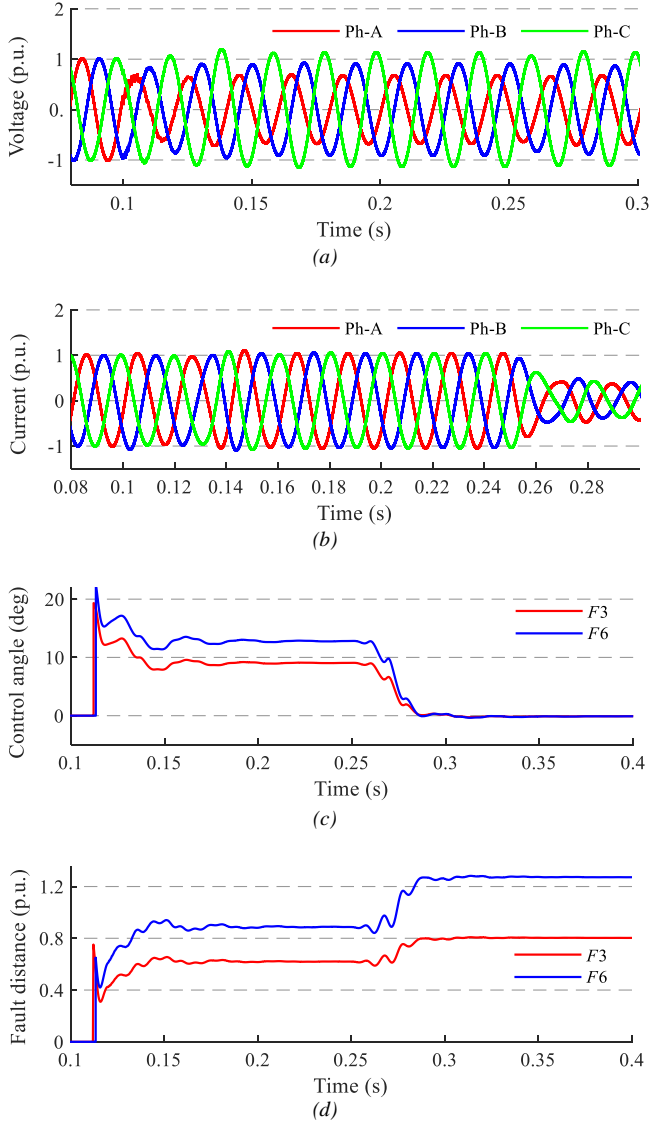 2
1
0
-1
Voltage (p.u.)
Ph-A Ph-B Ph-C
0.1 0.15 0.2 0.25 0.3
Time (s)
(a)
2
1
0
-1
Current (p.u.)
Ph-A Ph-B Ph-C
0.08 0.1 0.12 0.14 0.16 0.18 0.2 0.22 0.24 0.26 0.28
Time (s)
(b)
20
10
0
Control angle (deg)
F3
F6
0.1 0.15 0.2 0.25 0.3 0.35 0.4
Time (s)
(c)
1.2
0.8
0.4
0
Fault distance (p.u.)
F3
F6
0.1 0.15 0.2 0.25 0.3 0.35 0.4
Time (s)
(d)